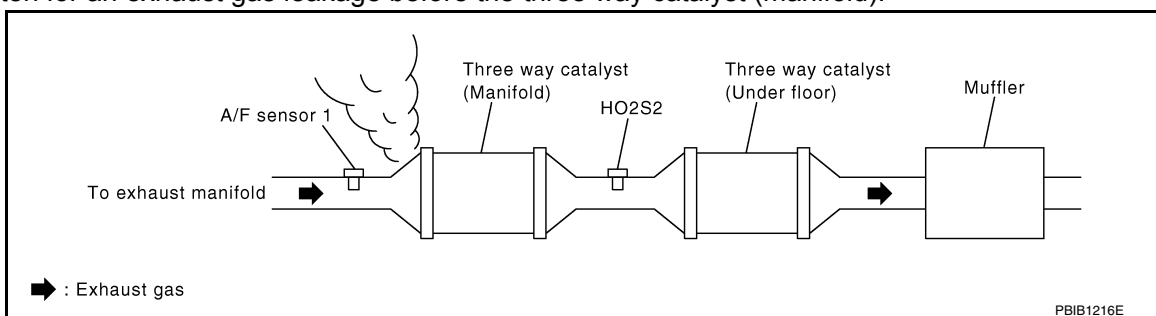 for an exhaust gas leakage before the three way catalyst (manifold).
Three way catalyst
(Manifold)
Three way catalyst
(Under floor)
Muffler
HO2S2
A/F sensor 1
To exhaust manifold
: Exhaust gas
PBIB1216E